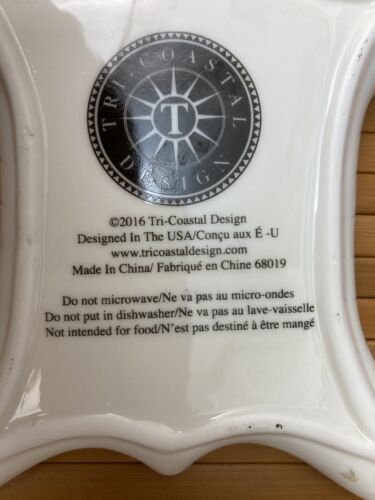 TRI-COASTAL
T
DESIGN
©2016 Tri-Coastal Design
Designed In The USA/Conçu aux É -U
www.tricoastaldesign.com
Made In China/ Fabriqué en Chine 68019
Do not microwave/Ne va pas au micro-ondes
Do not put in dishwasher/Ne va pas au lave-vaisselle
Not intended for food/N'est pas destiné à être mangé